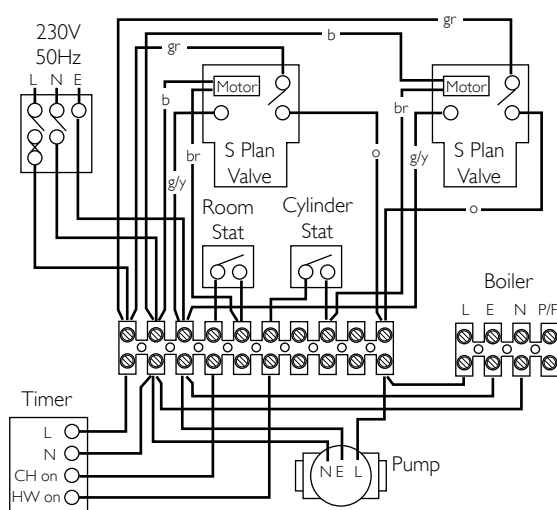 gr
b
gr
gr
230V
50Hz
L N E
Motor
Motor
b
br
br
g/y
g/y
S Plan
Valve
S Plan
Valve
o
o
Room
Stat
Cylinder
Stat
Boiler
L E N P/F
Timer
L
N
CH on
HW on
N E L
Pump